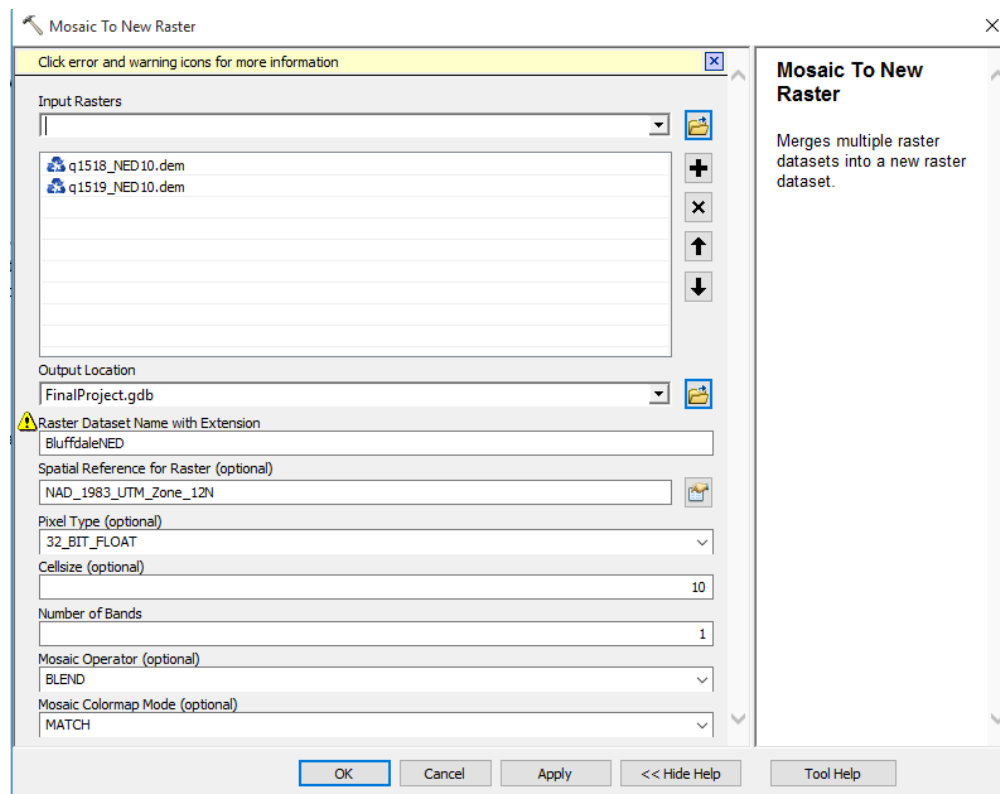 Mosaic To New Raster
Click error and warning icons for more information
Input Rasters
q1518_NED10.dem
q1519_NED10.dem
Output Location
FinalProject.gdb
Raster Dataset Name with Extension
BluffdaleNED
Spatial Reference for Raster (optional)
NAD_1983_UTM_Zone_12N
Pixel Type (optional)
32_BIT_FLOAT
Cellsize (optional)
10
Number of Bands
1
Mosaic Operator (optional)
BLEND
Mosaic Colormap Mode (optional)
MATCH
OK
Cancel
Apply
<< Hide Help
Mosaic To New
Raster
Merges multiple raster
datasets into a new raster
dataset.
Tool Help